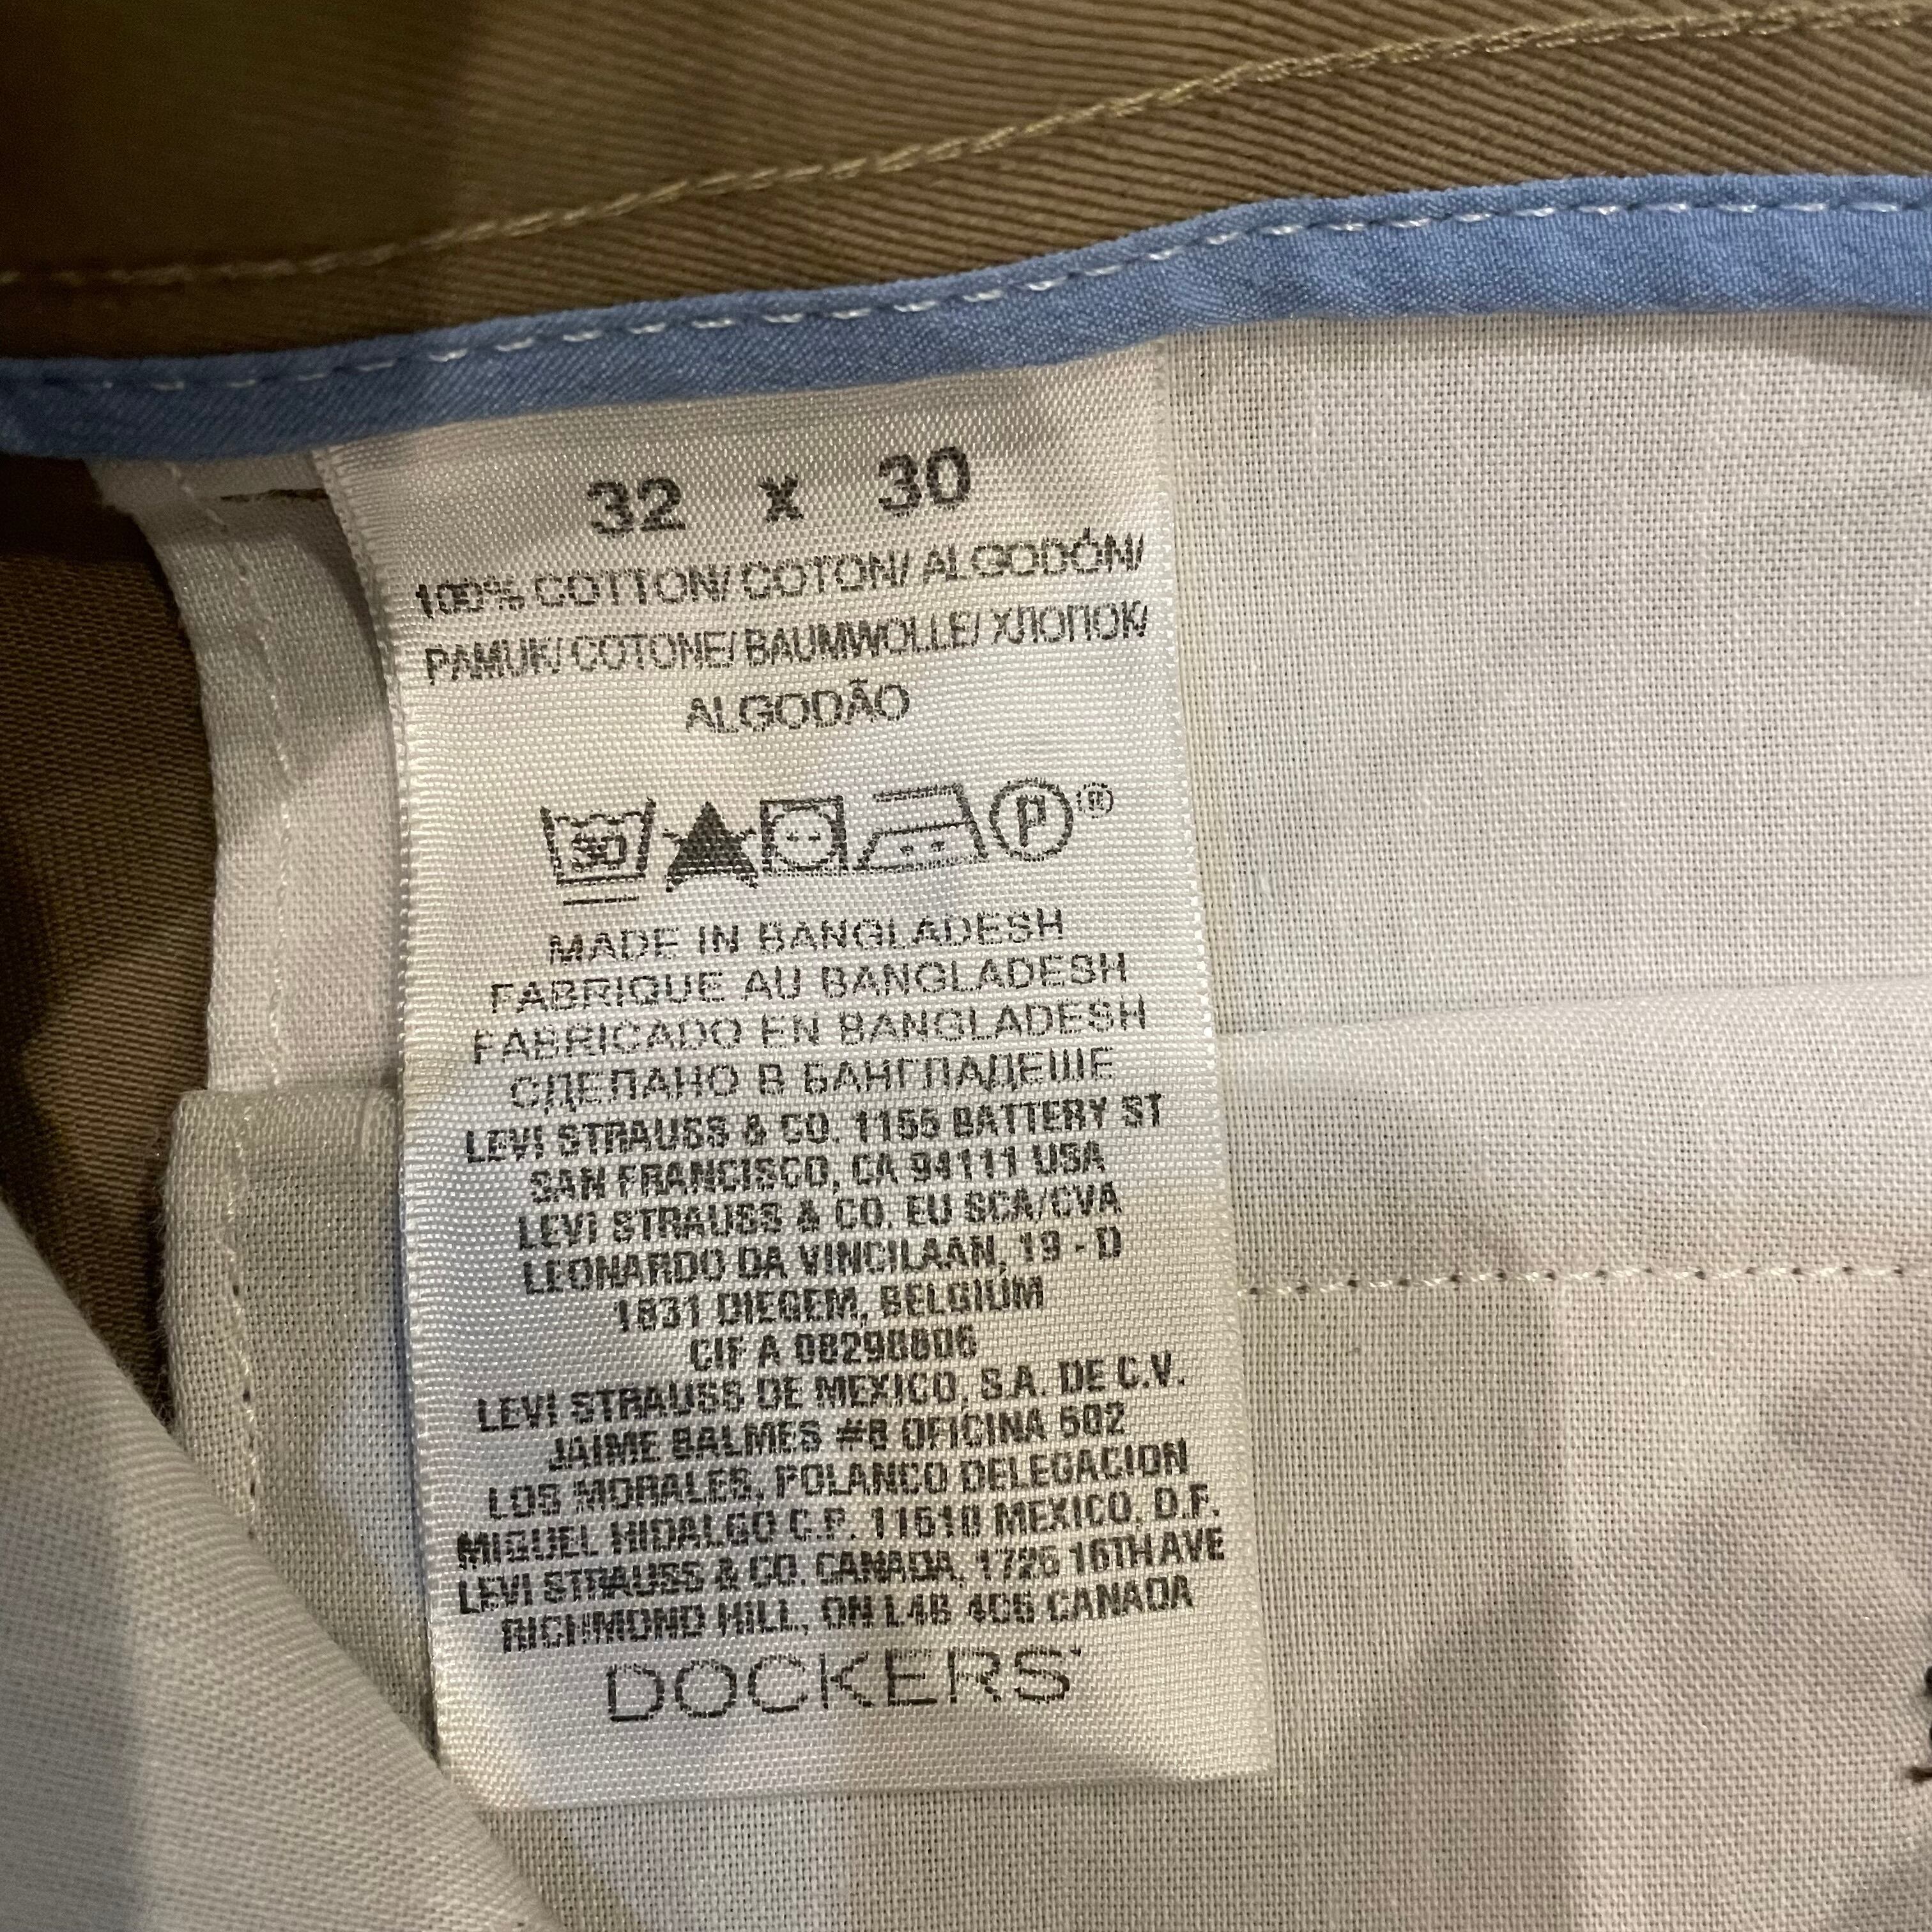 32 x 30
100% COTTON/ COTON/ ALGODÓN/
PAMUK/ COTONE/ BAUMWOLLE/ ХЛОПОК/
ALGODÃO
30 P ®
MADE IN BANGLADESH
FABRIQUE AU BANGLADESH
FABRICADO EN BANGLADESH
СДЕЛАНО В БАНГЛАДЕШЕ
LEVI STRAUSS & CO. 1155 BATTERY ST
SAN FRANCISCO, CA 94111 USA
LEVI STRAUSS & CO. EU SCA/CVA
LEONARDO DA VINCILAAN, 19 - D
1831 DIEGEM, BELGIUM
CIF A
LEVI STRAUSS DE MEXICO, S.A. DE C.V.
JAIME BALMES #8 OFICINA 502
LOS MORALES, POLANCO DELEGACION
MIGUEL HIDALGO C.P. 11510 MEXICO, D.F.
LEVI STRAUSS & CO. CANADA, 1725 16TH AVE
RICHMOND HILL, ON L4B 4C6 CANADA
DOCKERS